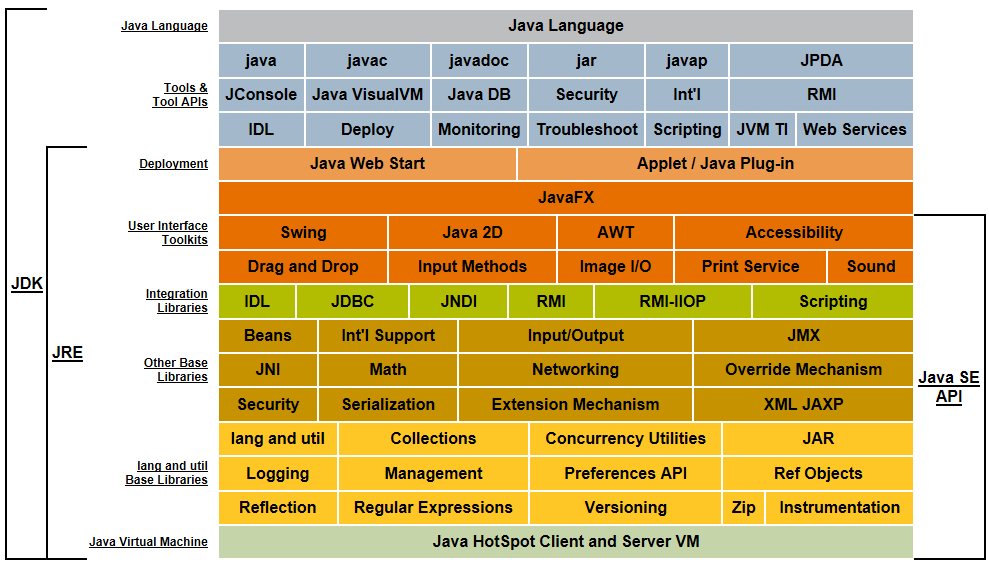 Java Language
Java Language
java javac javadoc jar javap JPDA
Tools &
Tool APIs
JConsole Java VisualVM Java DB Security Int'l RMI
IDL Deploy Monitoring Troubleshoot Scripting JVM TI Web Services
Deployment
Java Web Start Applet / Java Plug-in
JavaFX
User Interface
Toolkits
Swing Java 2D AWT Accessibility
Drag and Drop Input Methods Image I/O Print Service Sound
Integration
Libraries
IDL JDBC JNDI RMI RMI-IIOP Scripting
JDK
JRE
Beans Int'l Support Input/Output JMX
Other Base
Libraries
JNI Math Networking Override Mechanism
Security Serialization Extension Mechanism XML JAXP
Java SE
API
lang and util Collections Concurrency Utilities JAR
lang and util
Base Libraries
Logging Management Preferences API Ref Objects
Reflection Regular Expressions Versioning Zip Instrumentation
Java Virtual Machine
Java HotSpot Client and Server VM